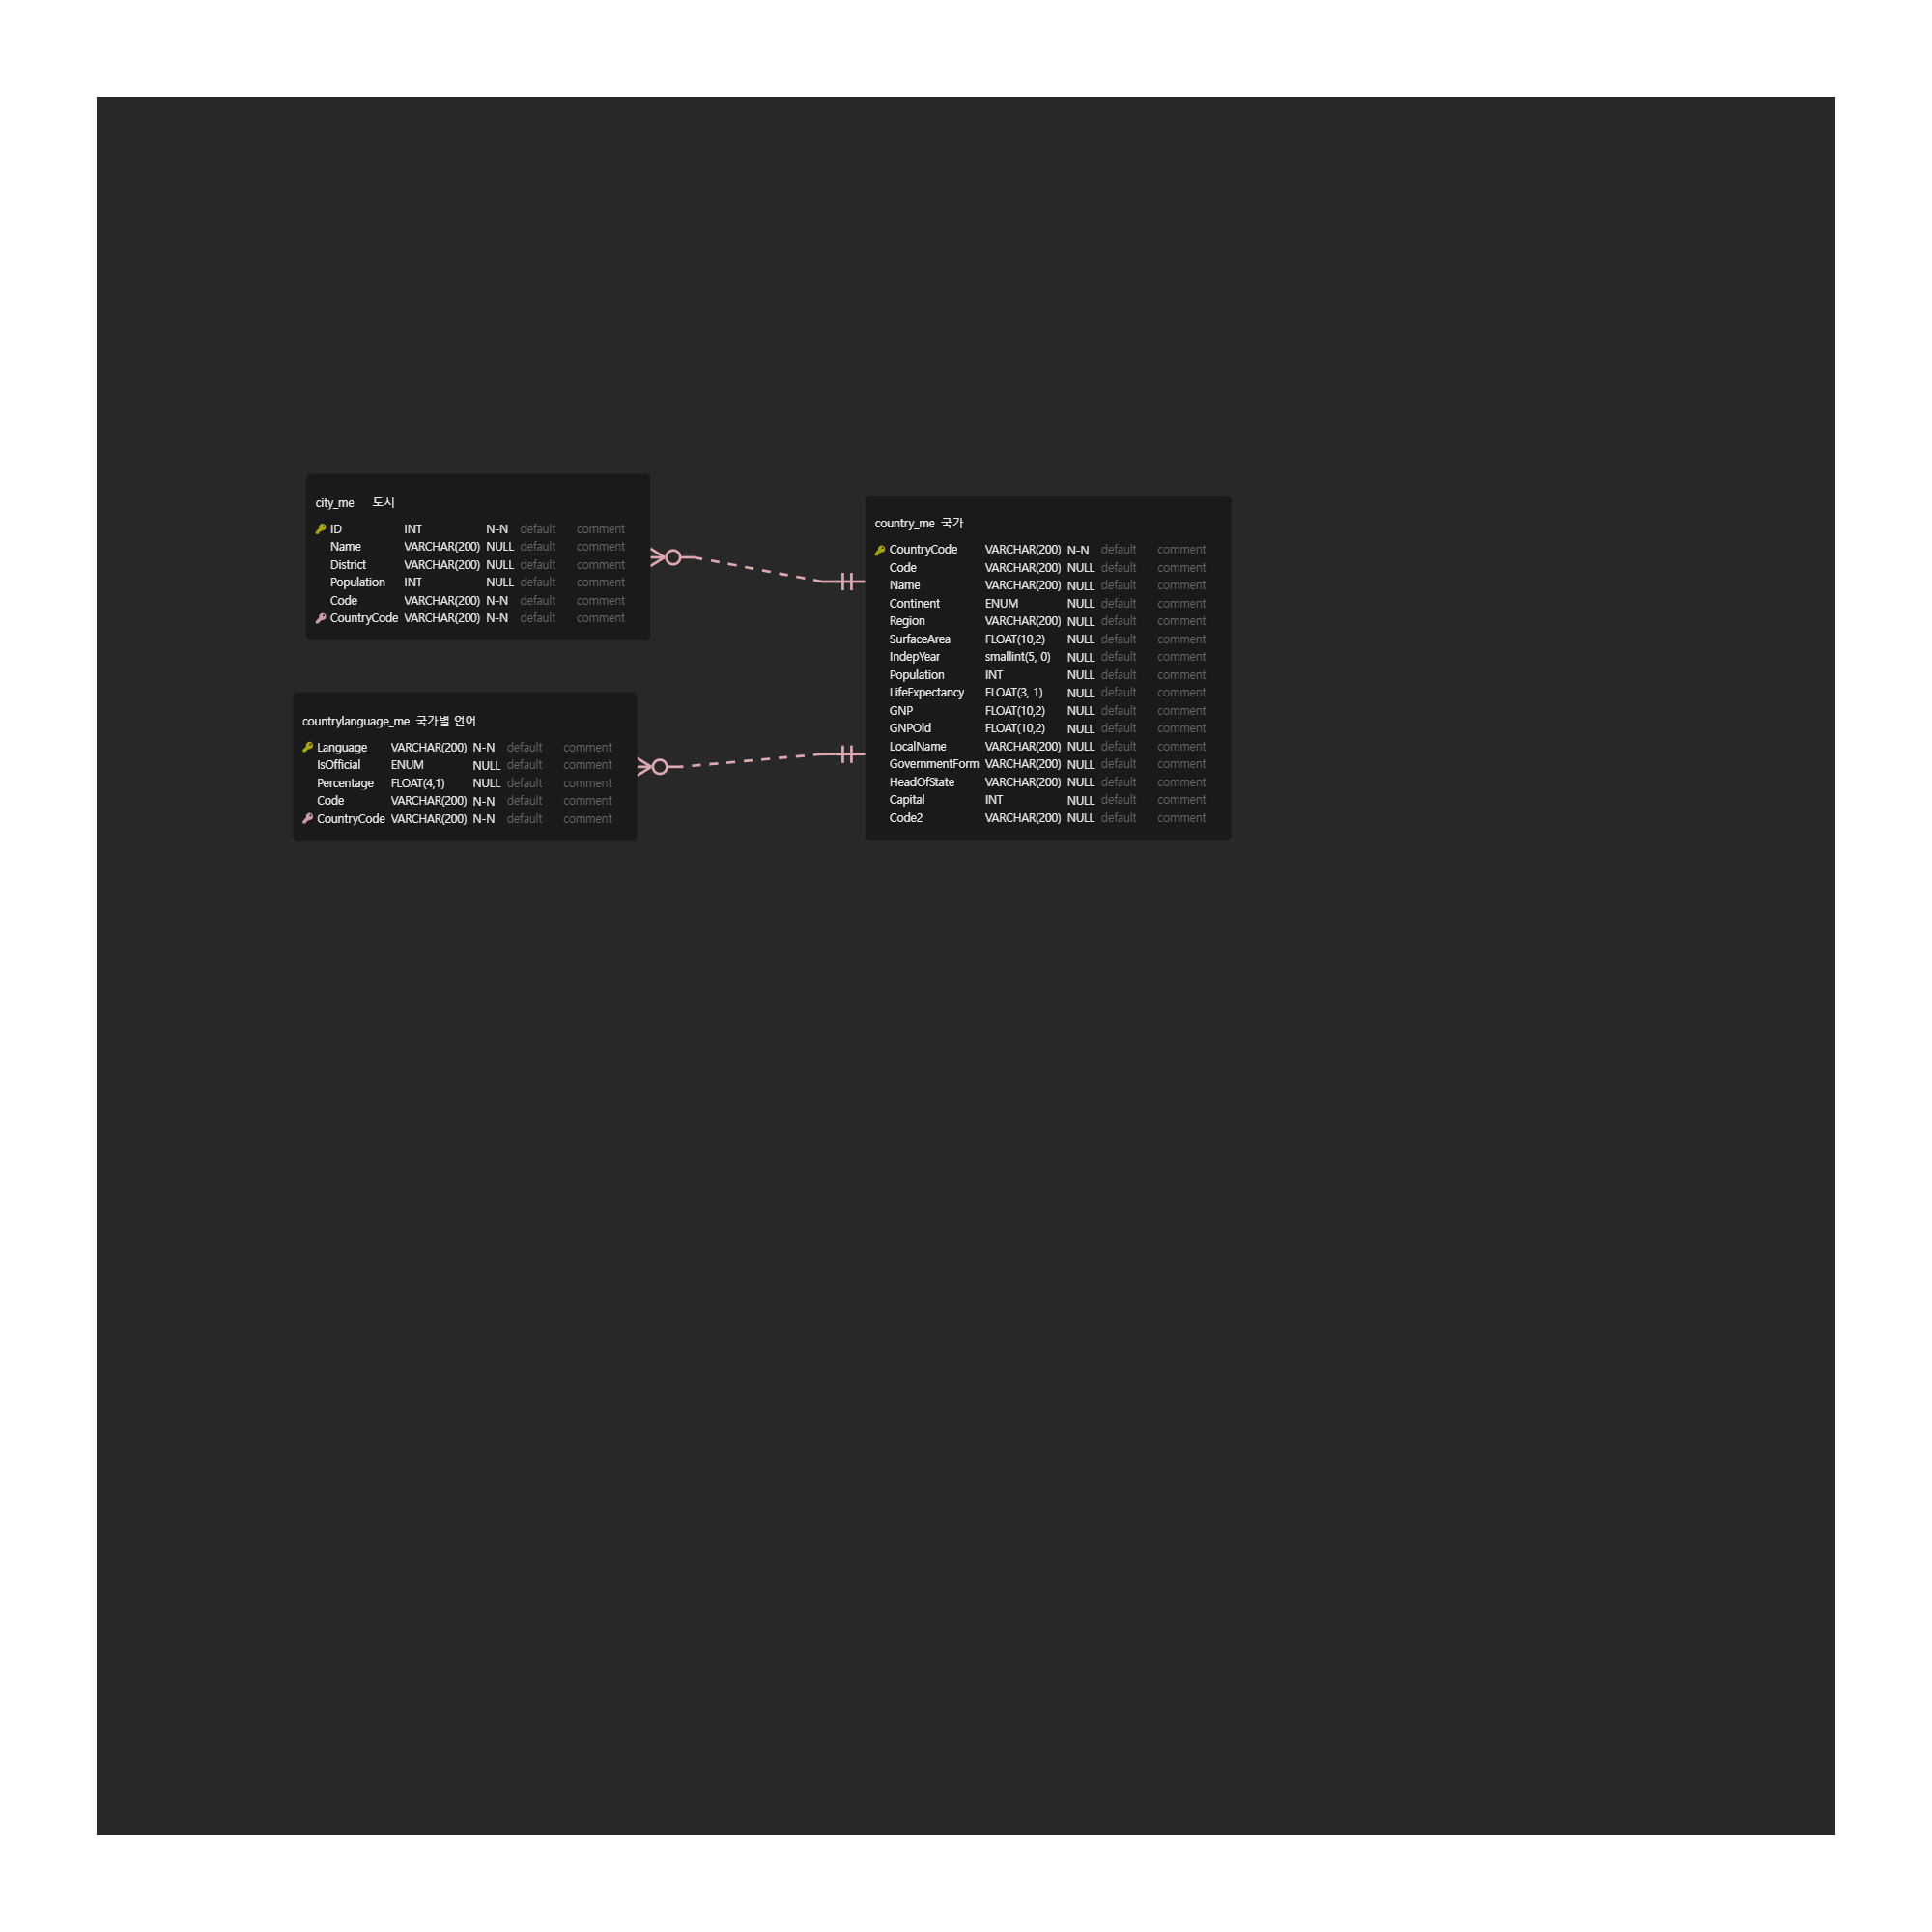 city_me 도시
ID INT N-N default comment
Name VARCHAR(200) NULL default comment
District VARCHAR(200) NULL default comment
Population INT NULL default comment
Code VARCHAR(200) N-N default comment
CountryCode VARCHAR(200) N-N default comment
countrylanguage_me 국가별 언어
Language VARCHAR(200) N-N default comment
IsOfficial ENUM NULL default comment
Percentage FLOAT(4,1) NULL default comment
Code VARCHAR(200) N-N default comment
CountryCode VARCHAR(200) N-N default comment
country_me 국가
CountryCode VARCHAR(200) N-N default comment
Code VARCHAR(200) NULL default comment
Name VARCHAR(200) NULL default comment
Continent ENUM NULL default comment
Region VARCHAR(200) NULL default comment
SurfaceArea FLOAT(10,2) NULL default comment
IndepYear smallint(5, 0) NULL default comment
Population INT NULL default comment
LifeExpectancy FLOAT(3, 1) NULL default comment
GNP FLOAT(10,2) NULL default comment
GNPOld FLOAT(10,2) NULL default comment
LocalName VARCHAR(200) NULL default comment
GovernmentForm VARCHAR(200) NULL default comment
HeadOfState VARCHAR(200) NULL default comment
Capital INT NULL default comment
Code2 VARCHAR(200) NULL default comment